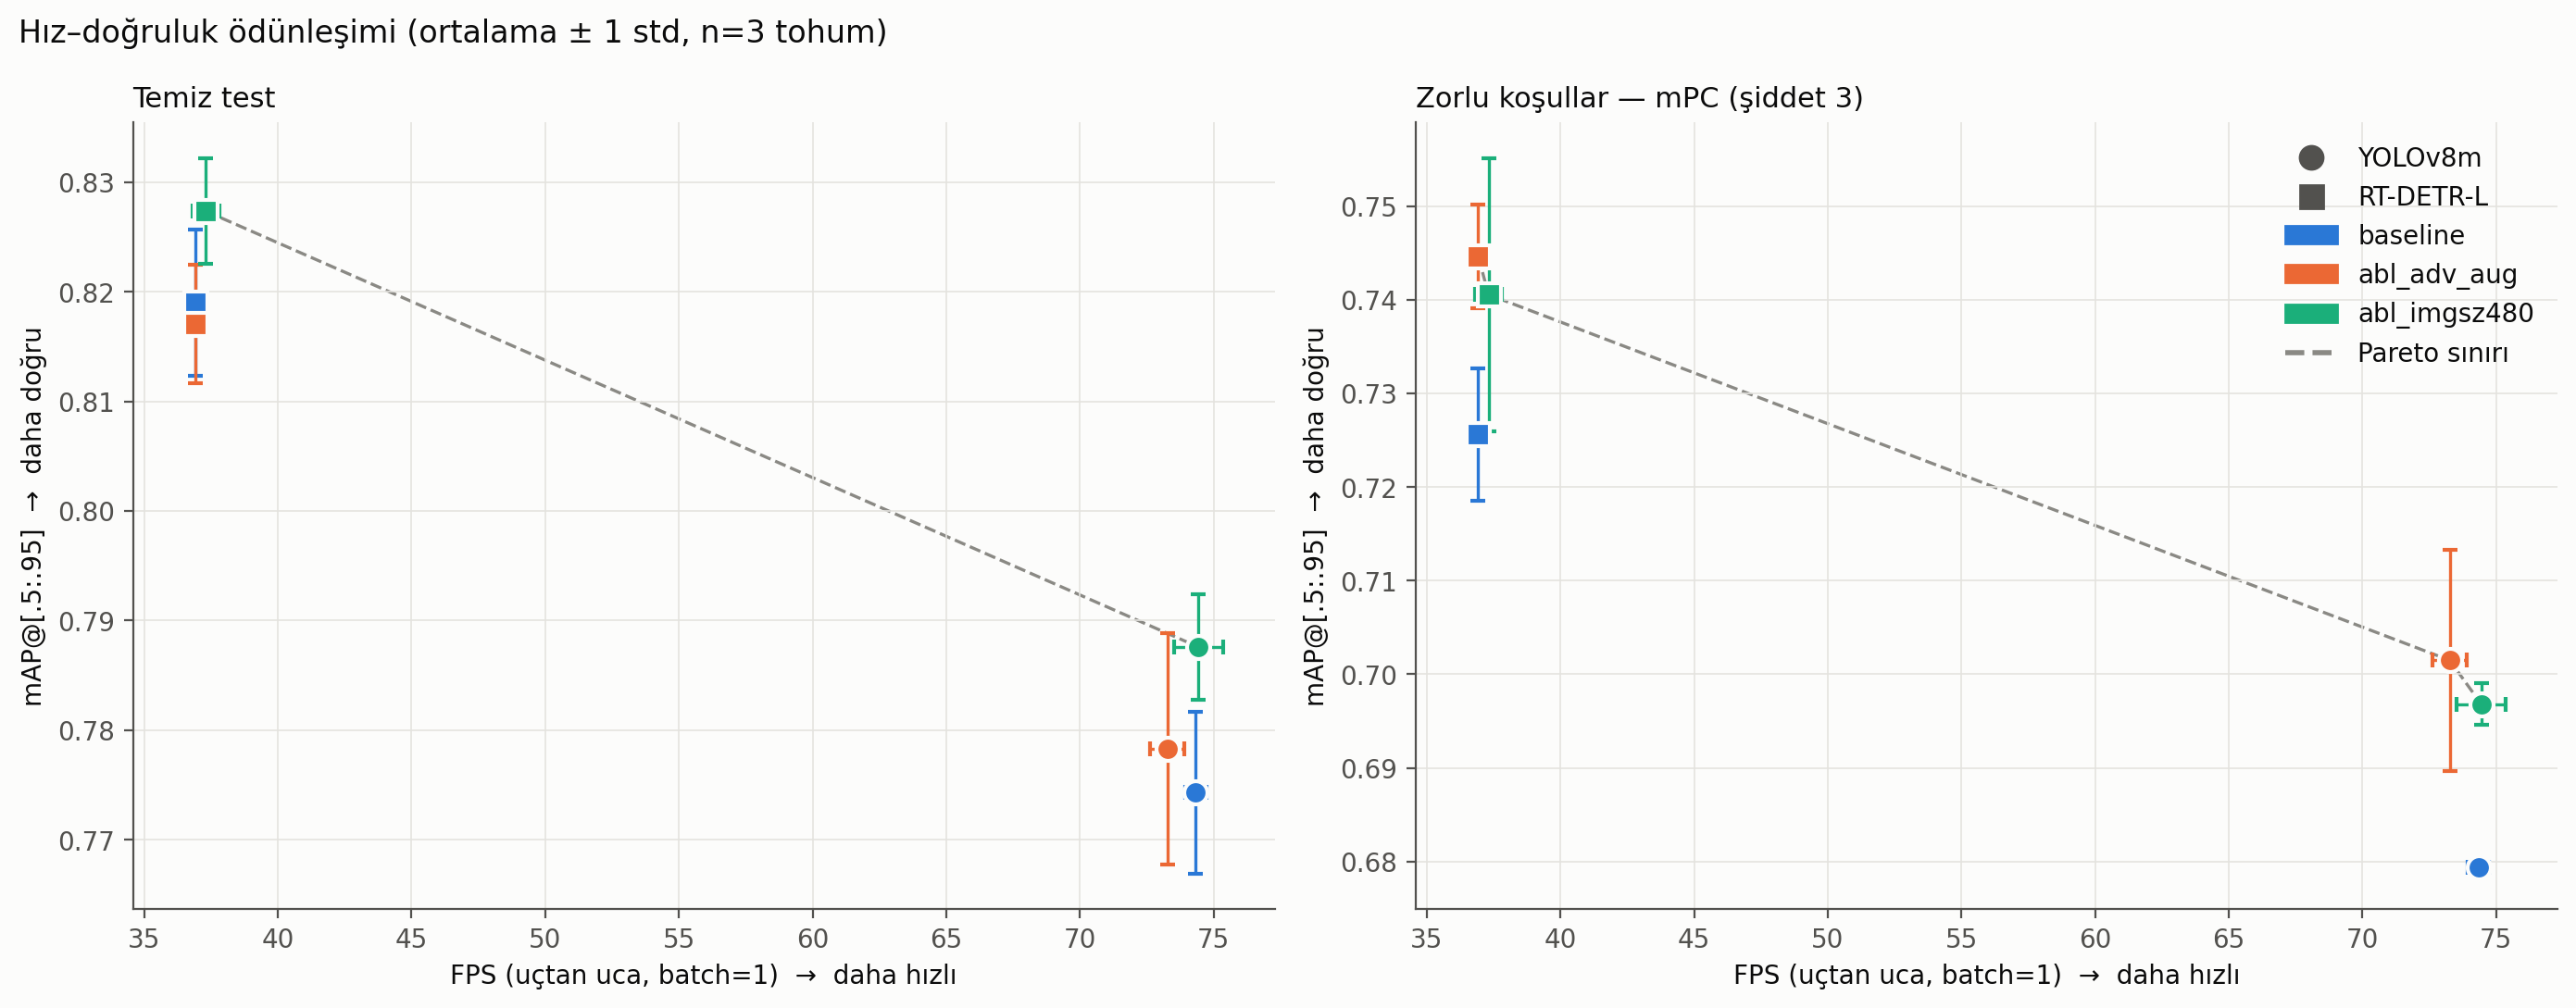 Hız–doğruluk ödünleşimi (ortalama ± 1 std, n=3 tohum)
Temiz test
mAP@[.5:.95] → daha doğru
0.83
0.82
0.81
0.80
0.79
0.78
0.77
35 40 45 50 55 60 65 70 75
FPS (uçtan uca, batch=1) → daha hızlı
Zorlu koşullar — mPC (şiddet 3)
mAP@[.5:.95] → daha doğru
0.75
0.74
0.73
0.72
0.71
0.70
0.69
0.68
35 40 45 50 55 60 65 70 75
FPS (uçtan uca, batch=1) → daha hızlı
YOLOv8m
RT-DETR-L
baseline
abl_adv_aug
abl_imgsz480
Pareto sınırı